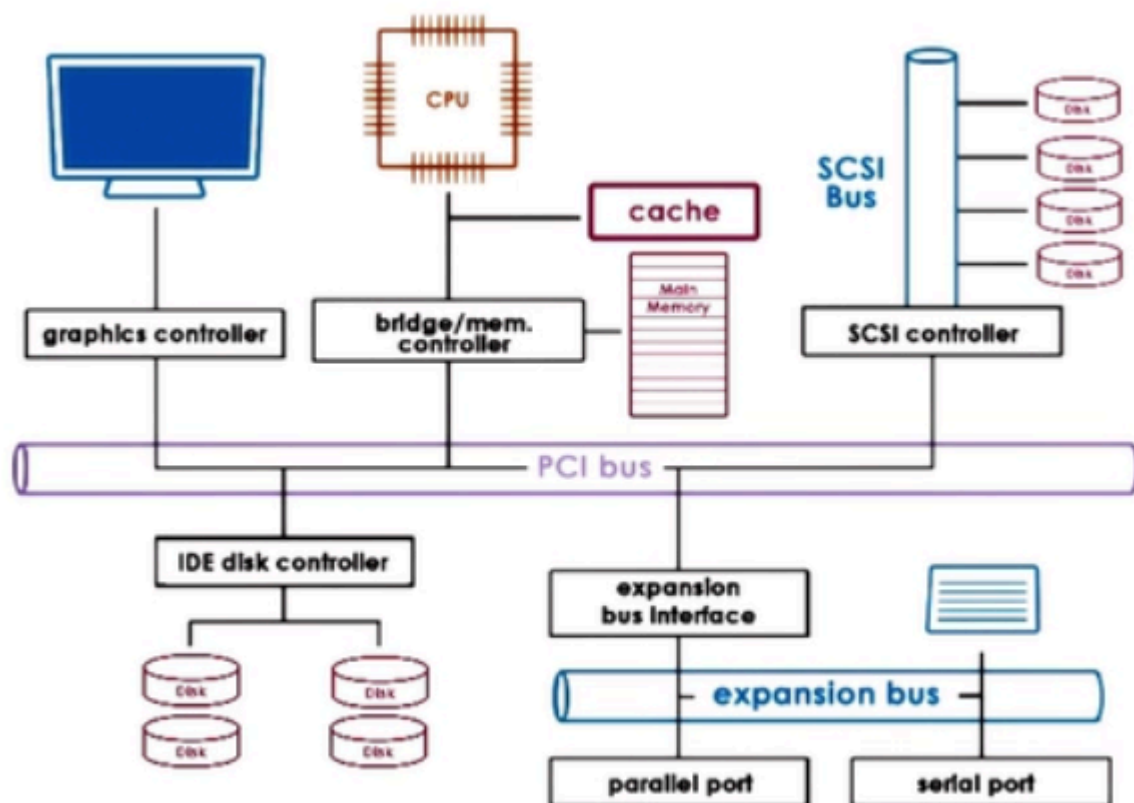 CPU
cache
SCSI
Bus
Disk
Disk
Disk
Disk
Main
Memory
graphics controller
bridge/mem.
controller
SCSI controller
PCI bus
IDE disk controller
expansion
bus interface
Disk
Disk
Disk
Disk
expansion bus
parallel port
serial port